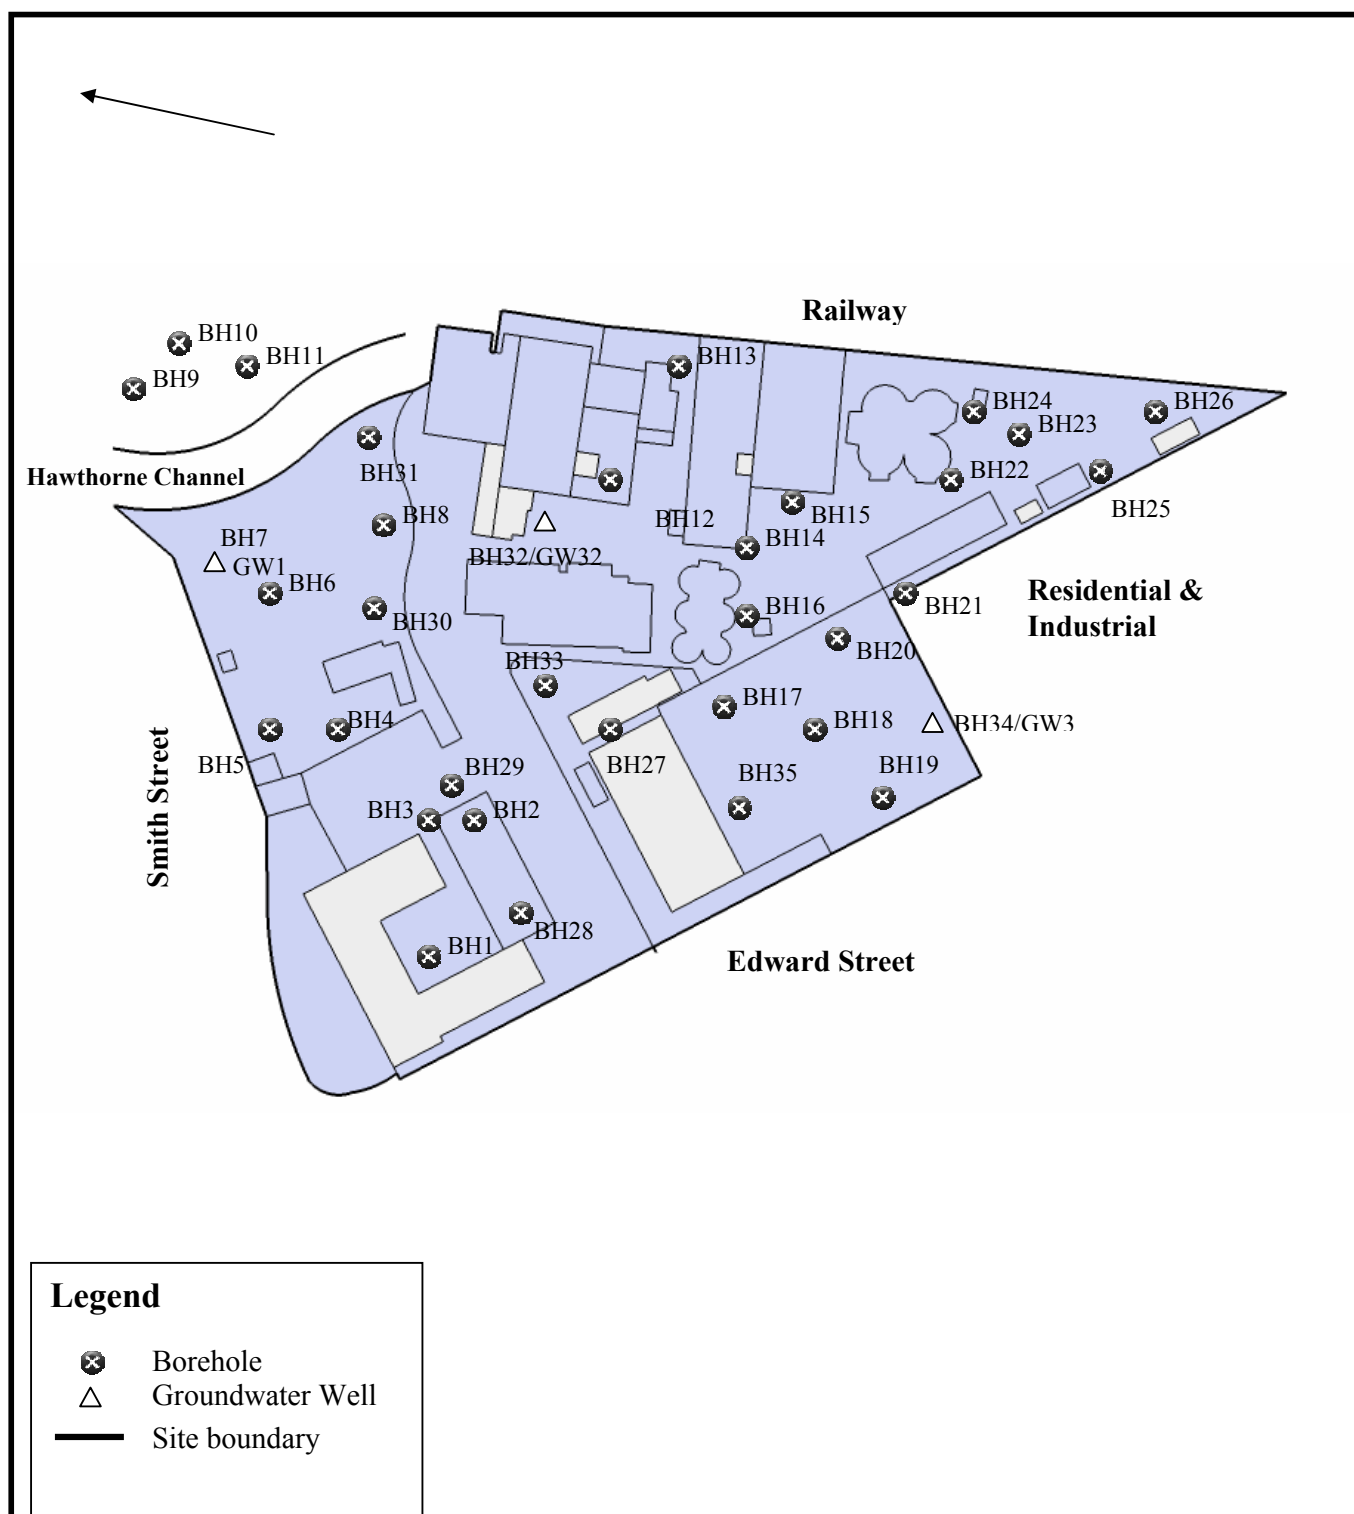 Railway
BH10
BH11
BH9
BH13
BH24
BH26
BH23
Hawthorne Channel
BH31
BH22
BH25
BH15
BH8
BH12
BH14
BH32/GW32
BH7
GW1
BH6
BH30
BH16
BH21
Residential &
Industrial
BH20
BH33
BH17
BH4
BH18
BH34/GW3
BH5
BH27
BH29
BH35
BH19
Smith Street
BH3
BH2
BH28
BH1
Edward Street
Legend
Borehole
Groundwater Well
Site boundary